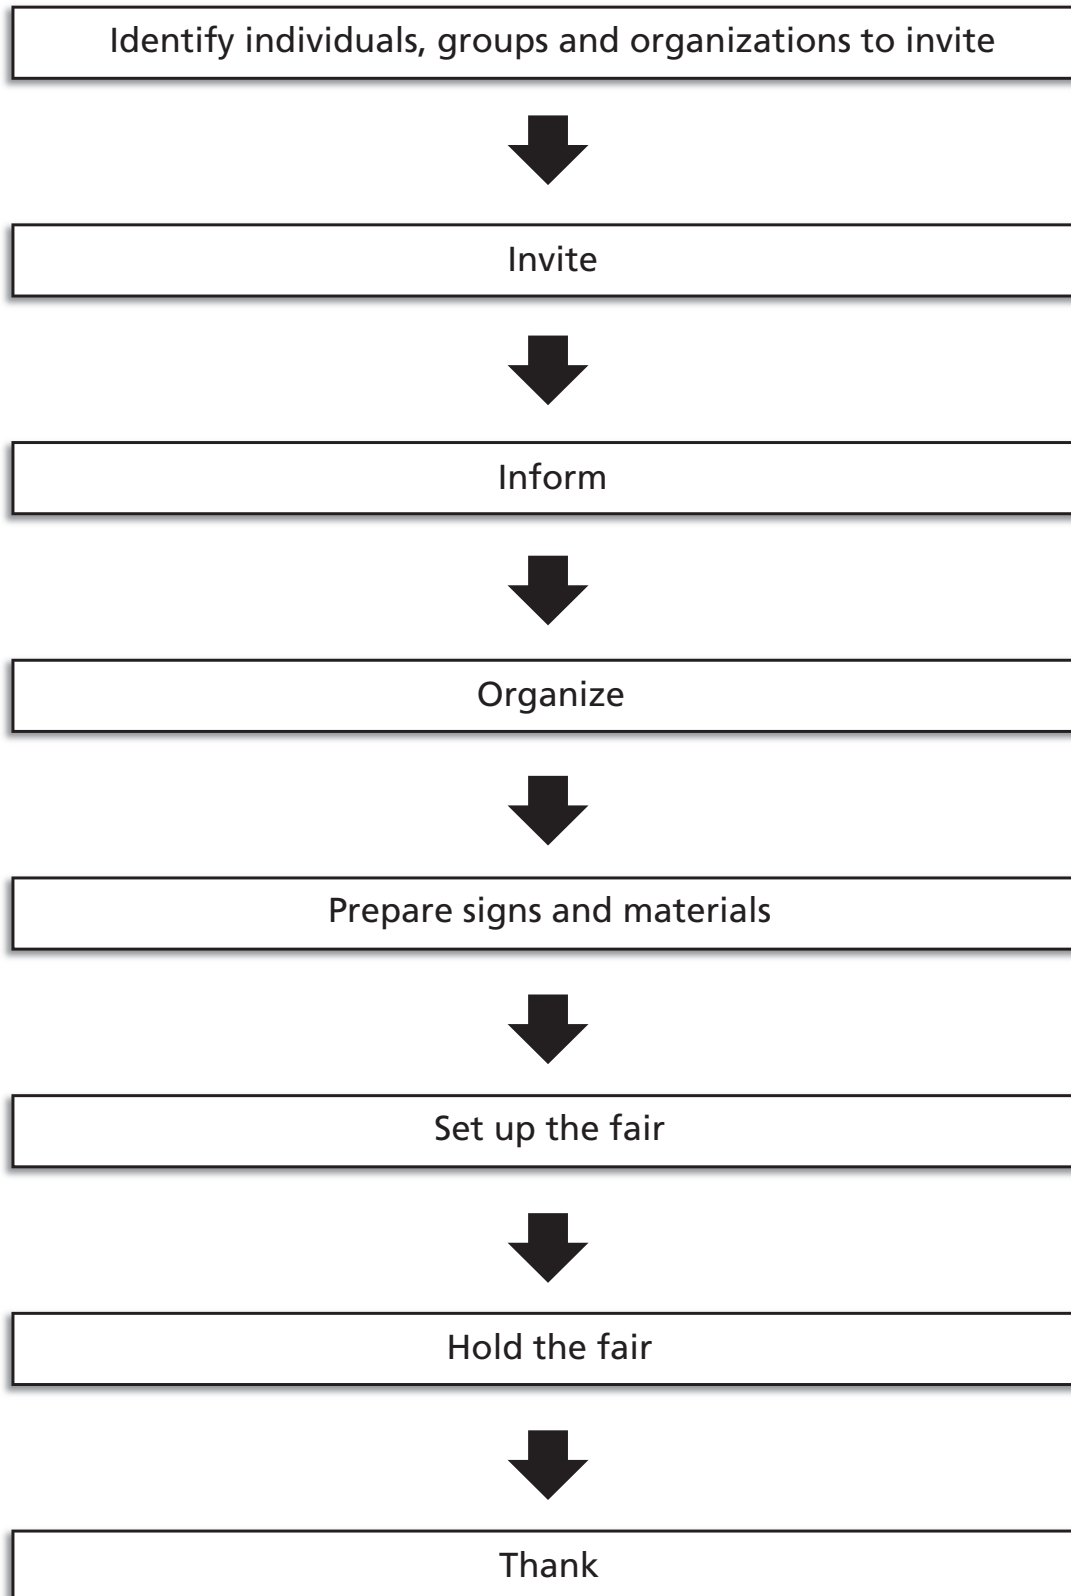 Identify individuals, groups and organizations to invite
Invite
Inform
Organize
Prepare signs and materials
Set up the fair
Hold the fair
Thank